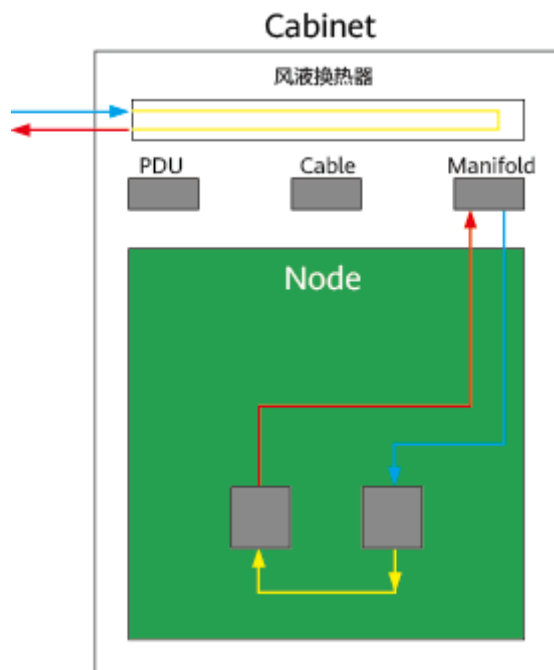 Cabinet
风液换热器
PDU
Cable
Manifold
Node